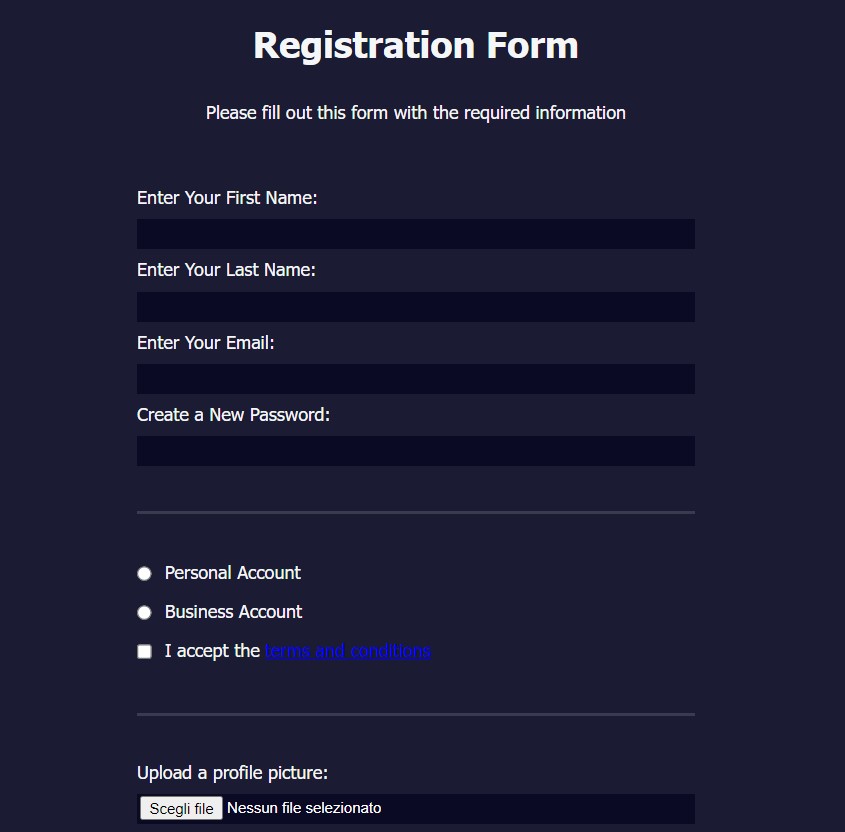 Registration Form
Please fill out this form with the required information
Enter Your First Name:
Enter Your Last Name:
Enter Your Email:
Create a New Password:
Personal Account
Business Account
I accept the terms and conditions
Upload a profile picture:
Scegli file Nessun file selezionato